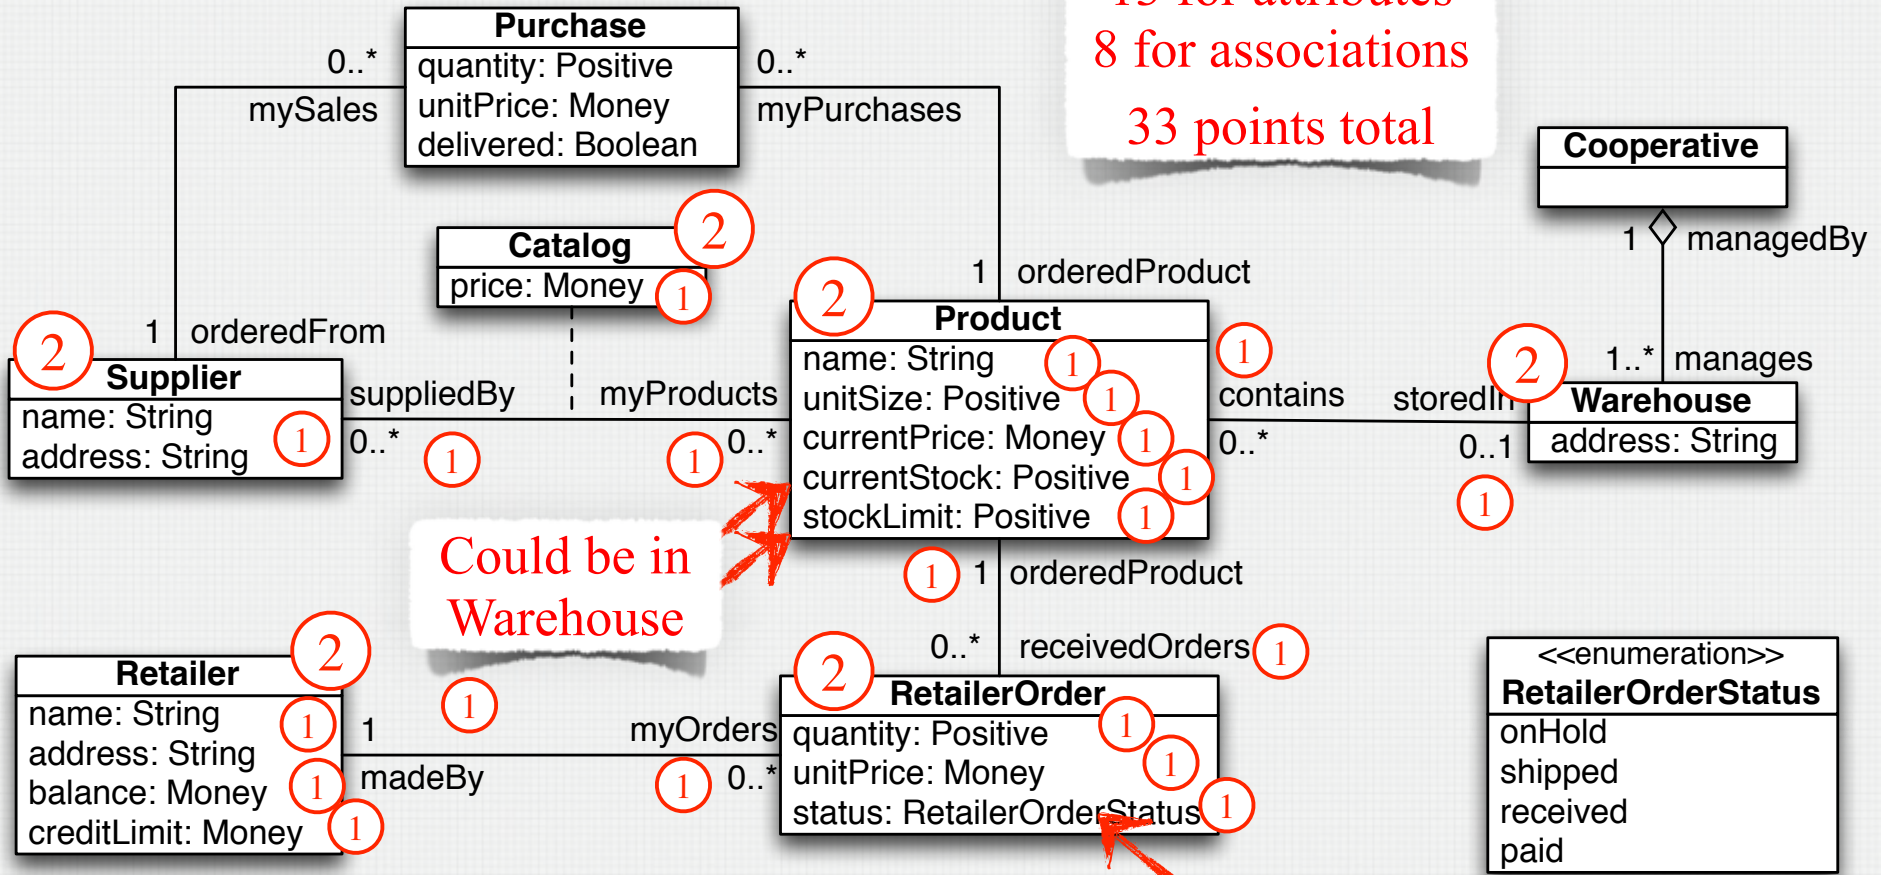 15 for attributes
8 for associations
33 points total
Purchase
quantity: Positive
unitPrice: Money
delivered: Boolean
0..*
mySales
0..*
myPurchases
Cooperative
1
managedBy
Catalog
2
price: Money
1
1
orderedProduct
1
orderedFrom
2
Supplier
name: String
address: String
1
suppliedBy
0..*
1
myProducts
0..*
1
2
Product
name: String
1
unitSize: Positive
1
currentPrice: Money
1
currentStock: Positive
1
stockLimit: Positive
1
1
contains
0..*
storedIn
0..1
1
1..*
manages
2
Warehouse
address: String
Could be in
Warehouse
1
1
orderedProduct
0..*
receivedOrders
1
2
Retailer
name: String
1
address: String
balance: Money
1
creditLimit: Money
1
1
1
madeBy
myOrders
0..*
1
2
RetailerOrder
quantity: Positive
1
unitPrice: Money
1
status: RetailerOrderStatus
1
<<enumeration>>
RetailerOrderStatus
onHold
shipped
received
paid